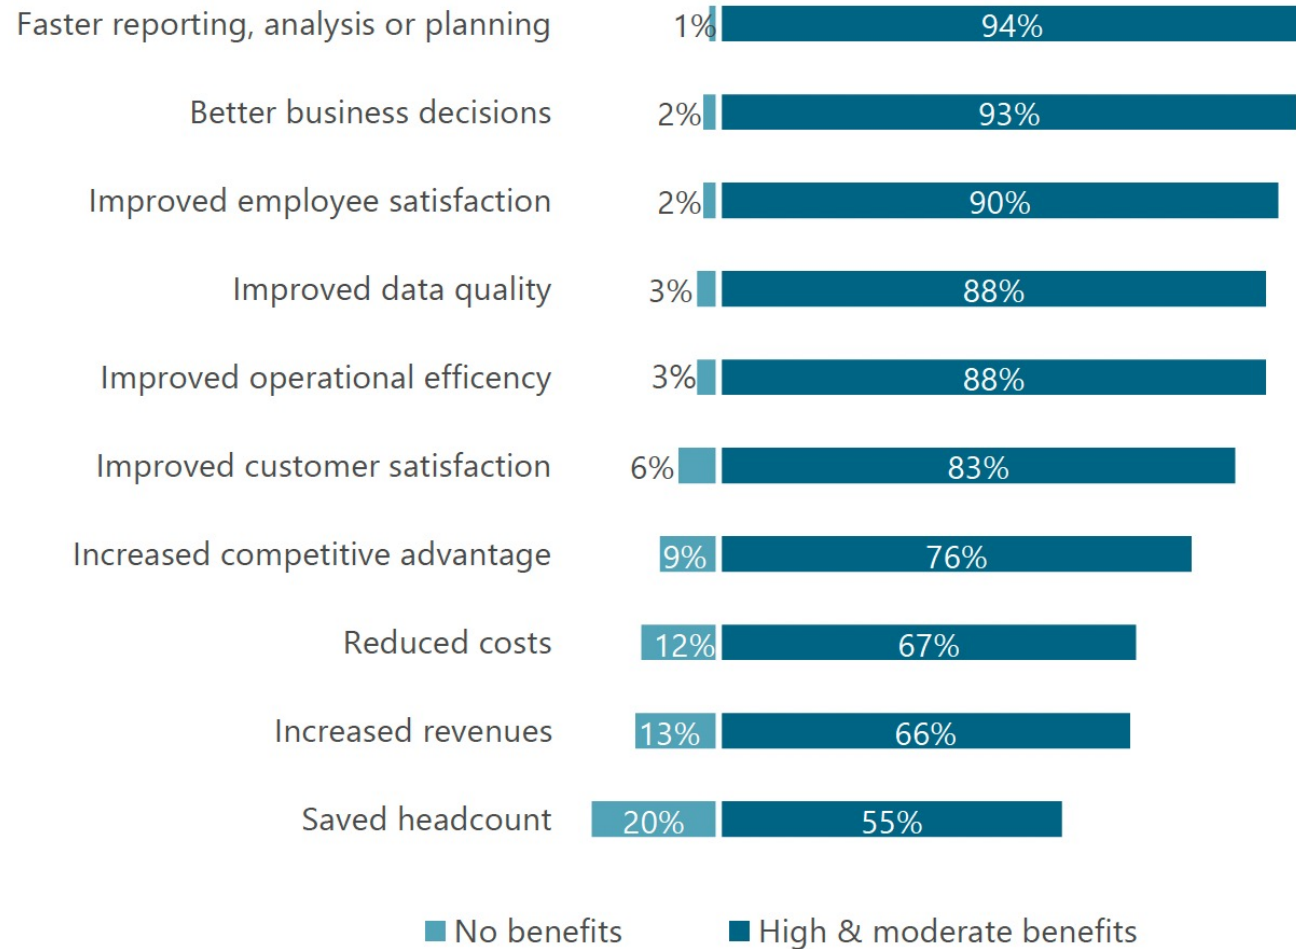 Faster reporting, analysis or planning 1% 94%
Better business decisions 2% 93%
Improved employee satisfaction 2% 90%
Improved data quality 3% 88%
Improved operational efficency 3% 88%
Improved customer satisfaction 6% 83%
Increased competitive advantage 9% 76%
Reduced costs 12% 67%
Increased revenues 13% 66%
Saved headcount 20% 55%
No benefits High & moderate benefits